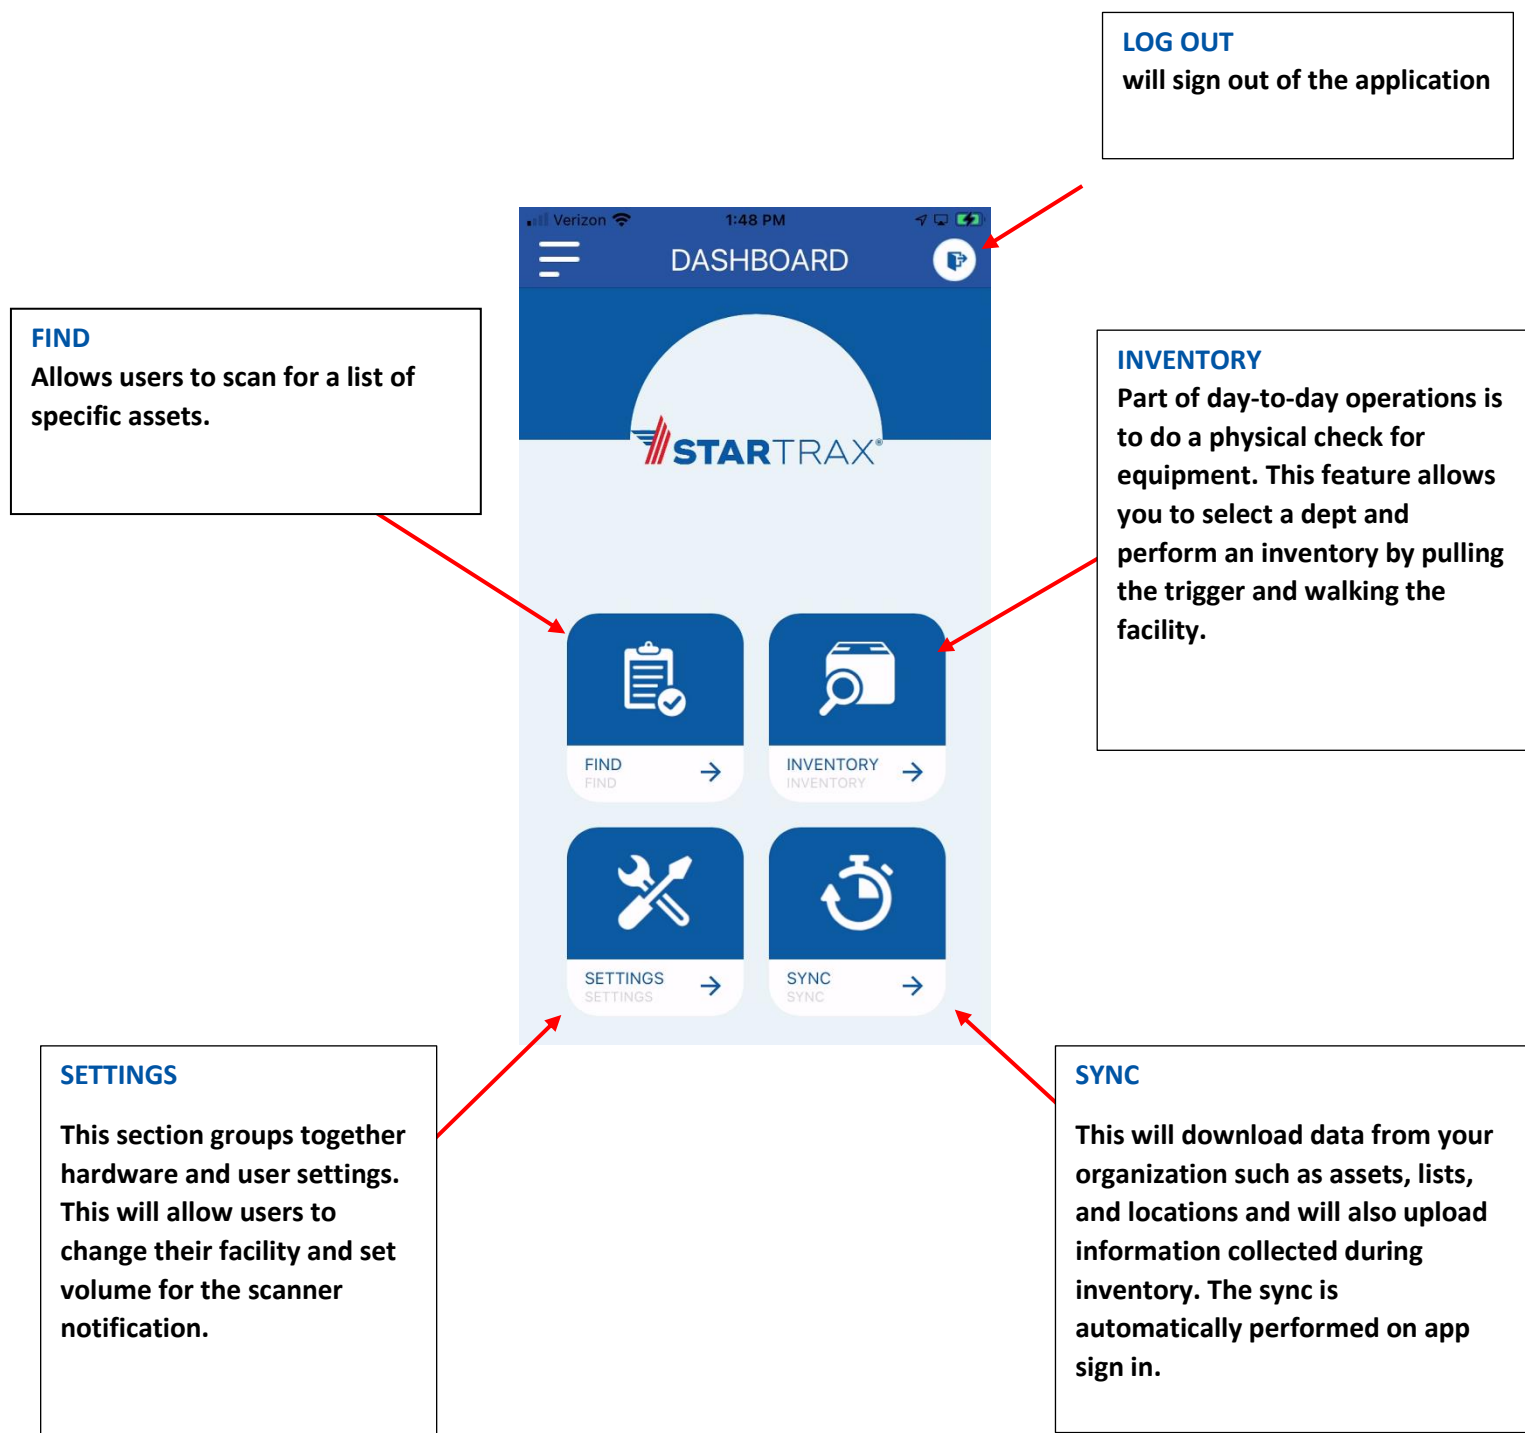 LOG OUT
will sign out of the application
Verizon 1:48 PM
DASHBOARD
FIND
Allows users to scan for a list of
specific assets.
INVENTORY
Part of day-to-day operations is
to do a physical check for
equipment. This feature allows
you to select a dept and
perform an inventory by pulling
the trigger and walking the
facility.
STARTRAX®
FIND
FIND
INVENTORY
INVENTORY
SETTINGS
SETTINGS
SYNC
SYNC
SETTINGS
This section groups together
hardware and user settings.
This will allow users to
change their facility and set
volume for the scanner
notification.
SYNC
This will download data from your
organization such as assets, lists,
and locations and will also upload
information collected during
inventory. The sync is
automatically performed on app
sign in.